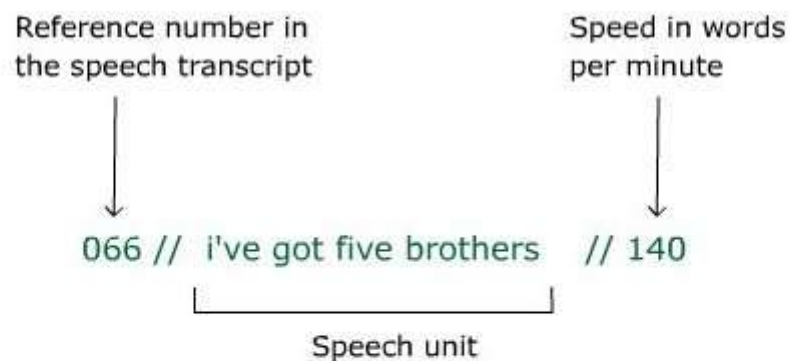 Reference number in
the speech transcript
Speed in words
per minute
066 // i've got five brothers // 140
Speech unit